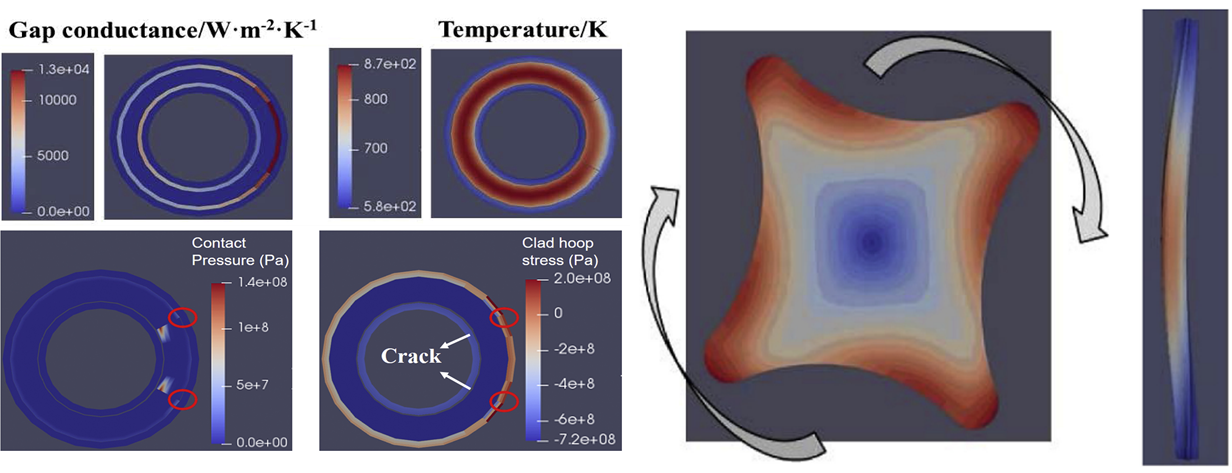 Gap conductance/W·m-2·K-1
Temperature/K
1.3e+04
10000
5000
0.0e+00
8.7e+02
800
700
5.8e+02
Contact
Pressure (Pa)
1.4e+08
1e+8
5e+7
0.0e+00
Clad hoop
stress (Pa)
2.0e+08
0
-2e+8
-4e+8
-6e+8
-7.2e+08
Crack